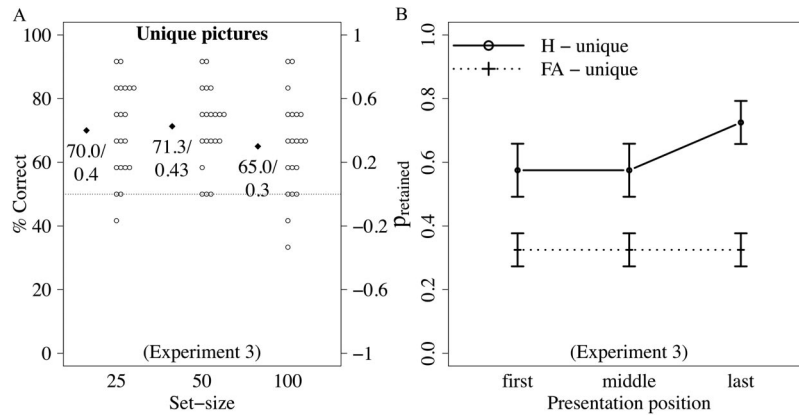 A
Unique pictures
100
80
60
40
20
0
% Correct
70.0/
0.4
71.3/
0.43
65.0/
0.3
1
0.6
0.2
−0.2
−0.6
−1
p retained
(Experiment 3)
25
50
100
Set−size
B
H − unique
FA − unique
1.0
0.8
0.6
0.4
0.2
0.0
(Experiment 3)
first
middle
last
Presentation position